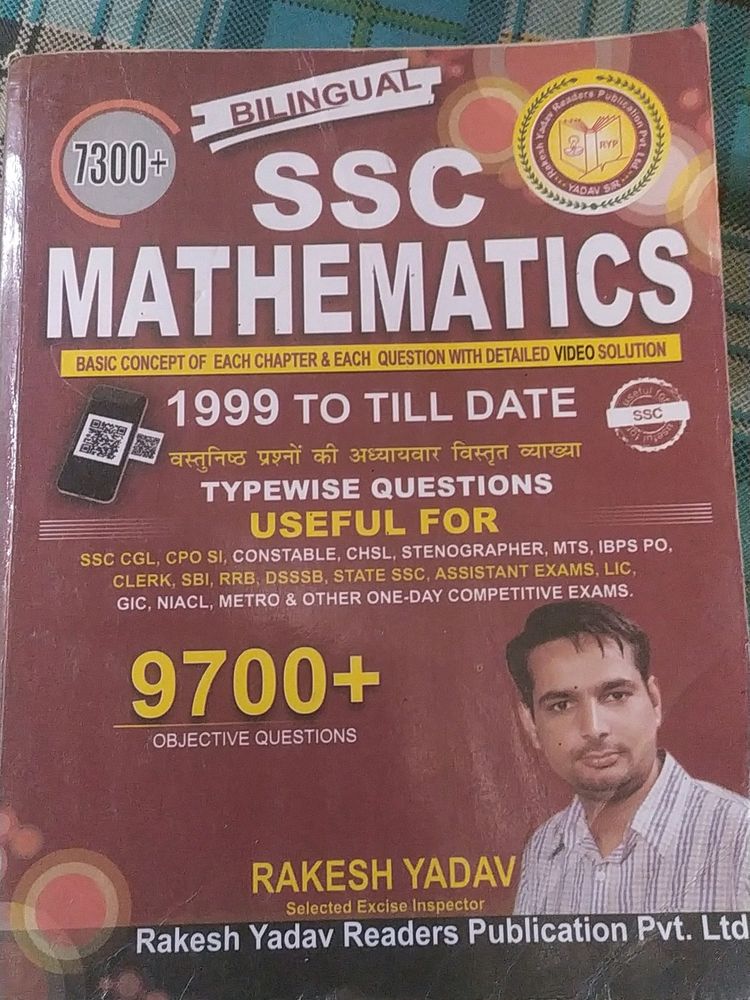 BILINGUAL
7300+
Rakesh Yadav Readers Publication Pvt. Ltd.
RYP
YADAV SIR
SSC
MATHEMATICS
BASIC CONCEPT OF EACH CHAPTER & EACH QUESTION WITH DETAILED VIDEO SOLUTION
1999 TO TILL DATE
useful for
SSC
useful for
वस्तुनिष्ठ प्रश्नों की अध्यायवार विस्तृत व्याख्या
TYPEWISE QUESTIONS
USEFUL FOR
SSC CGL, CPO SI, CONSTABLE, CHSL, STENOGRAPHER, MTS, IBPS PO,
CLERK, SBI, RRB, DSSSB, STATE SSC, ASSISTANT EXAMS, LIC,
GIC, NIACL, METRO & OTHER ONE-DAY COMPETITIVE EXAMS.
9700+
OBJECTIVE QUESTIONS
RAKESH YADAV
Selected Excise Inspector
Rakesh Yadav Readers Publication Pvt. Ltd